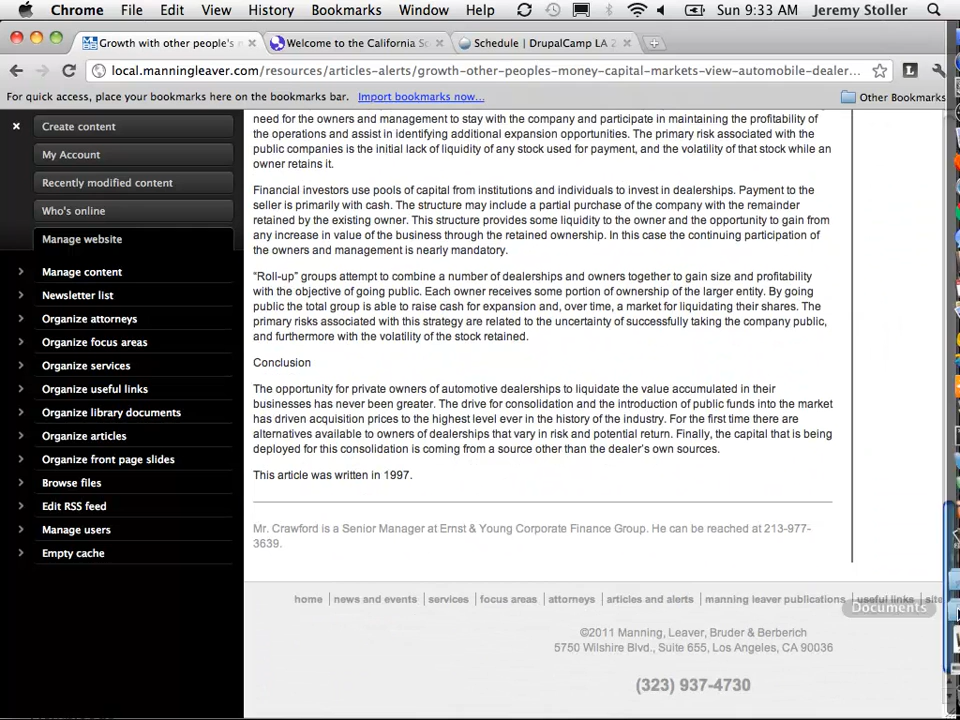 Chrome File Edit View History Bookmarks Window Help Sun 9:33 AM Jeremy Stoller
Growth with other people's Welcome to the California Sc Schedule | DrupalCamp LA 2
local.manningleaver.com/resources/articles-alerts/growth-other-peoples-money-capital-markets-view-automobile-dealer...
For quick access, place your bookmarks here on the bookmarks bar. Import bookmarks now... Other Bookmarks
Create content
My Account
Recently modified content
Who's online
Manage website
Manage content
Newsletter list
Organize attorneys
Organize focus areas
Organize services
Organize useful links
Organize library documents
Organize articles
Organize front page slides
Browse files
Edit RSS feed
Manage users
Empty cache
need for the owners and management to stay with the company and participate in maintaining the profitability of
the operations and assist in identifying additional expansion opportunities. The primary risk associated with the
public companies is the initial lack of liquidity of any stock used for payment, and the volatility of that stock while an
owner retains it.
Financial investors use pools of capital from institutions and individuals to invest in dealerships. Payment to the
seller is primarily with cash. The structure may include a partial purchase of the company with the remainder
retained by the existing owner. This structure provides some liquidity to the owner and the opportunity to gain from
any increase in value of the business through the retained ownership. In this case the continuing participation of
the owners and management is nearly mandatory.
"Roll-up" groups attempt to combine a number of dealerships and owners together to gain size and profitability
with the objective of going public. Each owner receives some portion of ownership of the larger entity. By going
public the total group is able to raise cash for expansion and, over time, a market for liquidating their shares. The
primary risks associated with this strategy are related to the uncertainty of successfully taking the company public,
and furthermore with the volatility of the stock retained.
Conclusion
The opportunity for private owners of automotive dealerships to liquidate the value accumulated in their
businesses has never been greater. The drive for consolidation and the introduction of public funds into the market
has driven acquisition prices to the highest level ever in the history of the industry. For the first time there are
alternatives available to owners of dealerships that vary in risk and potential return. Finally, the capital that is being
deployed for this consolidation is coming from a source other than the dealer's own sources.
This article was written in 1997.
Mr. Crawford is a Senior Manager at Ernst & Young Corporate Finance Group. He can be reached at 213-977-
3639.
home news and events services focus areas attorneys articles and alerts manning leaver publications useful links site
Documents
©2011 Manning, Leaver, Bruder & Berberich
5750 Wilshire Blvd., Suite 655, Los Angeles, CA 90036
(323) 937-4730